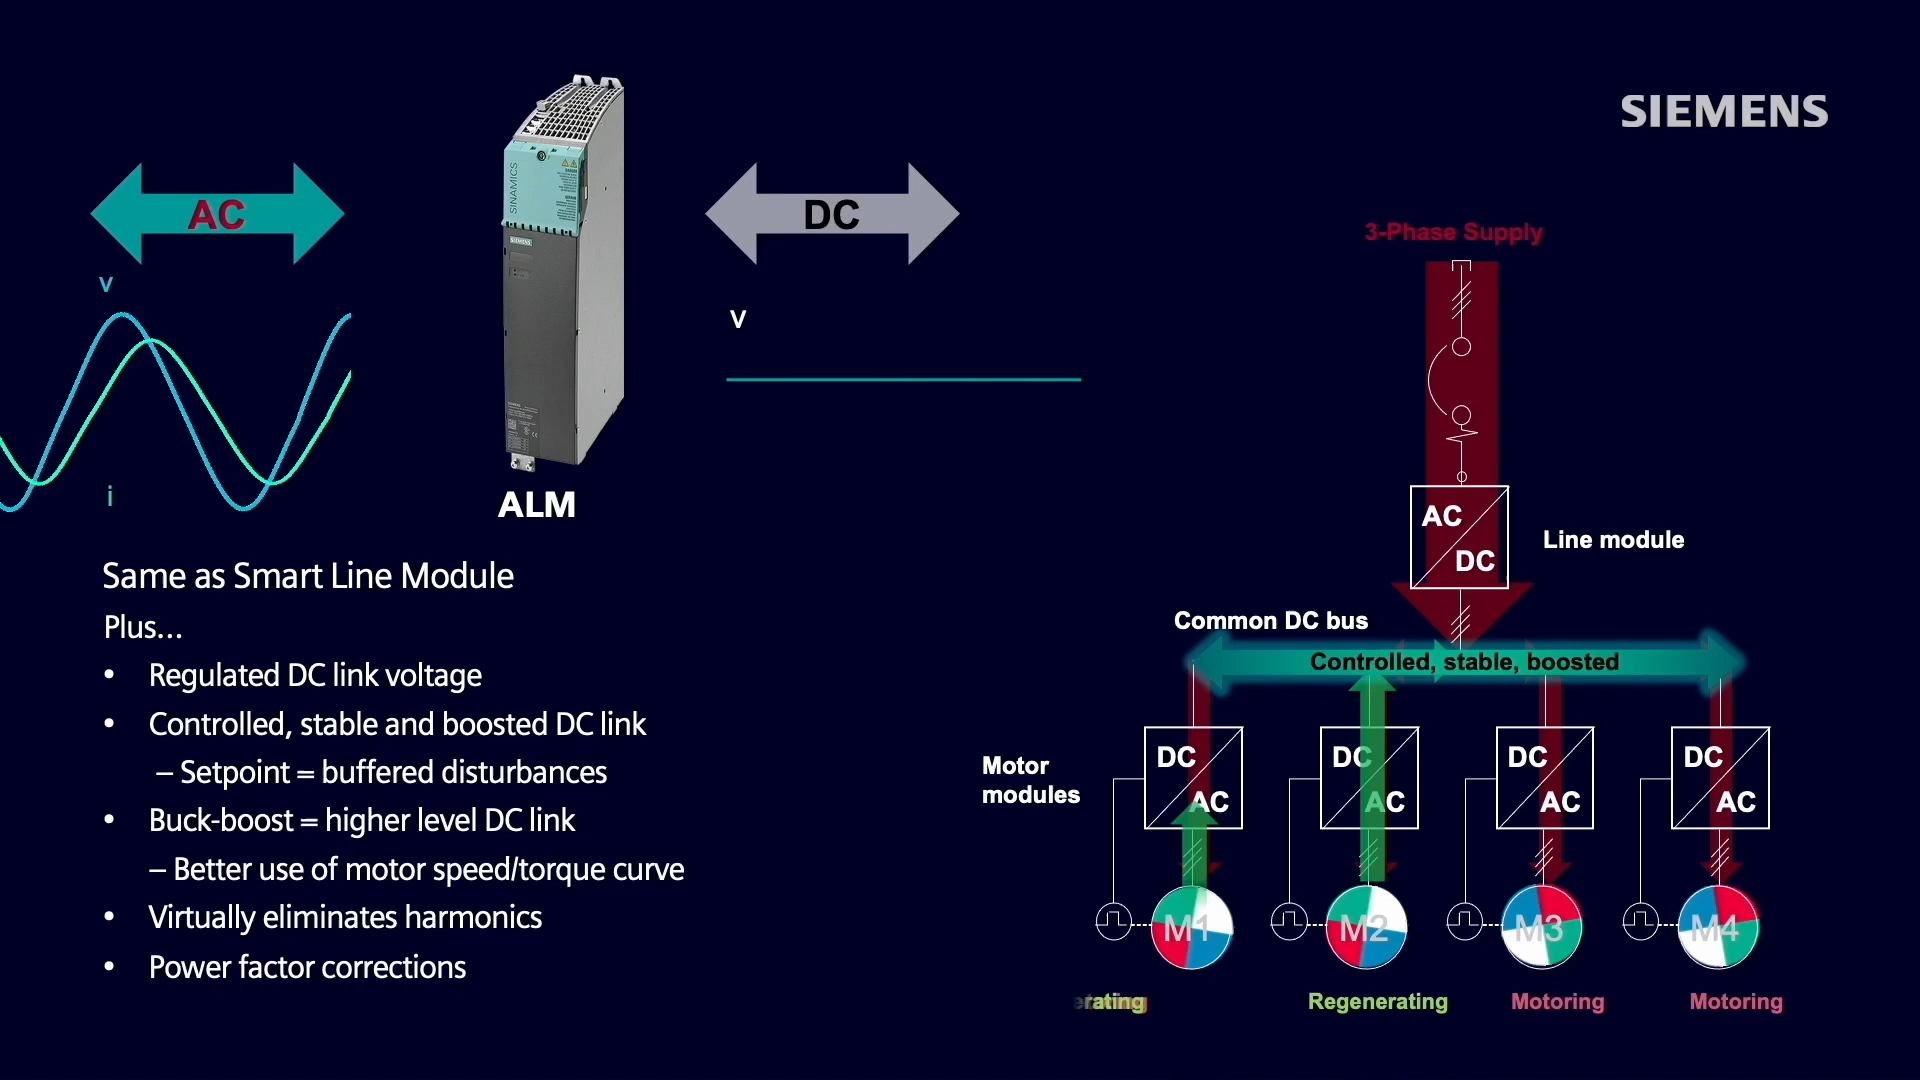 SIEMENS
AC
SINAMICS
SIEMENS
DC
v
v
i
ALM
Same as Smart Line Module
Plus...
• Regulated DC link voltage
• Controlled, stable and boosted DC link
– Setpoint = buffered disturbances
• Buck-boost = higher level DC link
– Better use of motor speed/torque curve
• Virtually eliminates harmonics
• Power factor corrections
3-Phase Supply
AC
DC
Line module
Common DC bus
Controlled, stable, boosted
Motor
modules
DC
AC
DC
AC
DC
AC
DC
AC
M1
M2
M3
M4
Regenerating
Motoring
Motoring